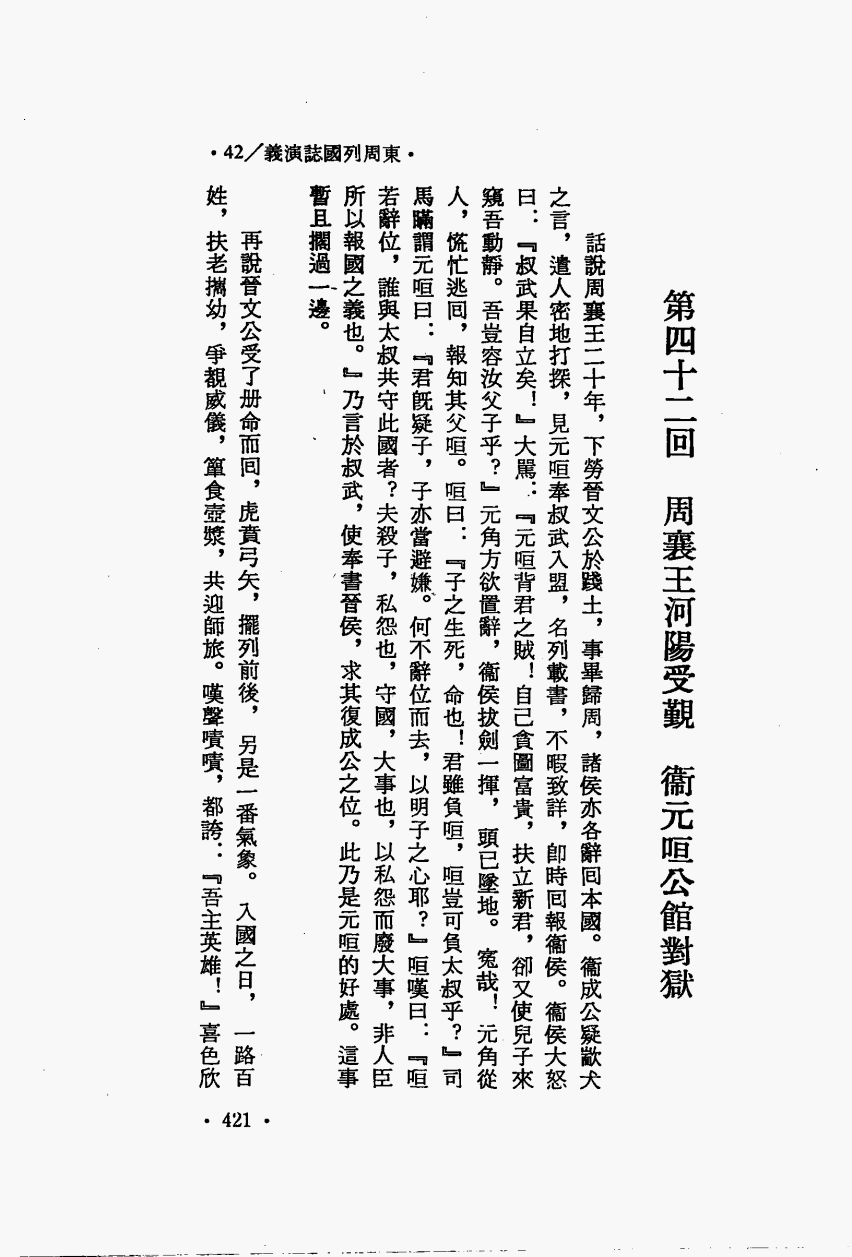 •東周列國誌演義/42•
第四十二回　周襄王河陽受覲　衞元咺公館對獄
話說周襄王二十年，下勞晉文公於踐土，事畢歸周，諸侯亦各辭回本國。衞成公疑歂犬
之言，遣人密地打探，見元咺奉叔武入盟，名列載書，不暇致詳，卽時回報衞侯。衞侯大怒
曰：『叔武果自立矣！』大駡：『元咺背君之賊！自己貪圖富貴，扶立新君，卻又使兒子來
窺吾動靜。吾豈容汝父子乎？』元角方欲置辭，衞侯拔劍一揮，頭已墜地。寃哉！元角從
人，慌忙逃回，報知其父咺。咺曰：『子之生死，命也！君雖負咺，咺豈可負太叔乎？』司
馬瞞謂元咺曰：『君旣疑子，子亦當避嫌。何不辭位而去，以明子之心耶？』咺嘆曰：『咺
若辭位，誰與太叔共守此國者？夫殺子，私怨也，守國，大事也，以私怨而廢大事，非人臣
所以報國之義也。』乃言於叔武，使奉書晉侯，求其復成公之位。此乃是元咺的好處。這事
暫且擱過一邊。
再說晉文公受了册命而回，虎賁弓矢，擺列前後，另是一番氣象。入國之日，一路百
姓，扶老攜幼，爭覩威儀，簞食壺漿，共迎師旅。嘆聲嘖嘖，都誇：『吾主英雄！』喜色欣
• 421 •